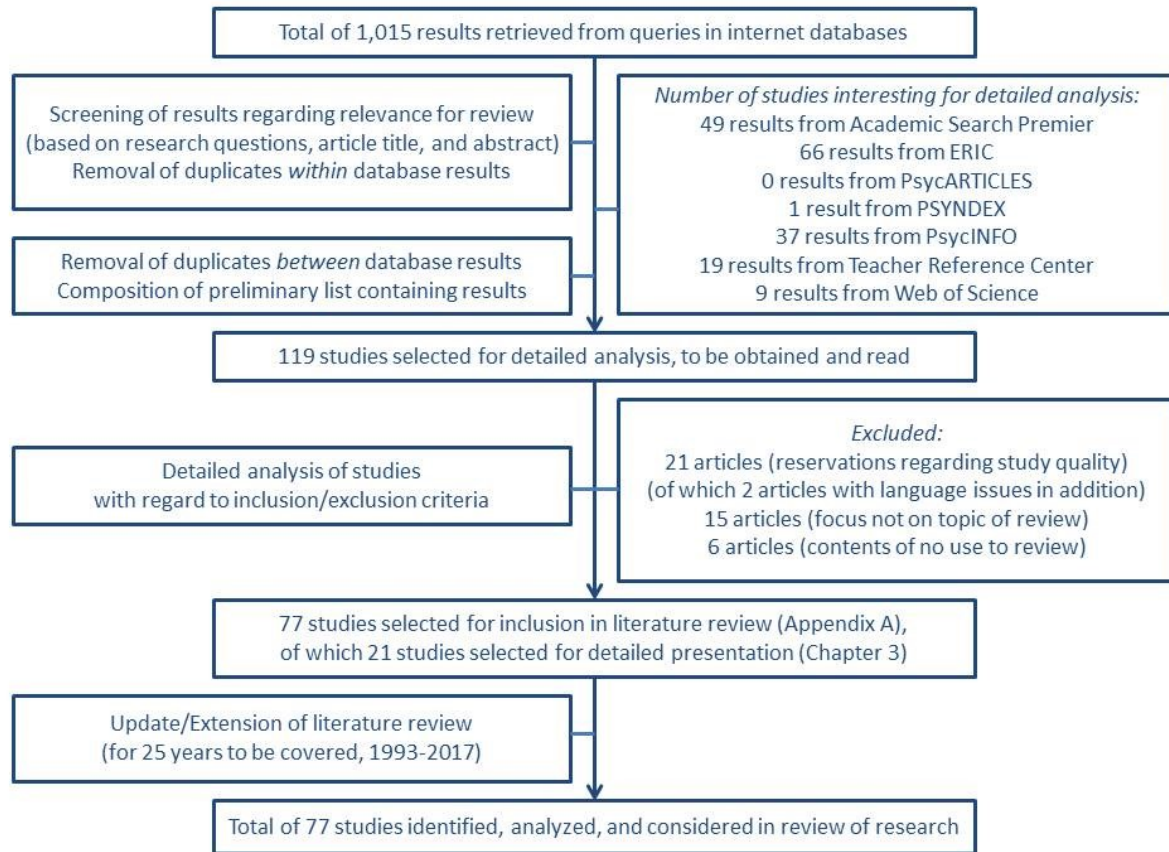 Total of 1,015 results retrieved from queries in internet databases
Screening of results regarding relevance for review
(based on research questions, article title, and abstract)
Removal of duplicates within database results
Number of studies interesting for detailed analysis:
49 results from Academic Search Premier
66 results from ERIC
0 results from PsycARTICLES
1 result from PSYNDEX
37 results from PsycINFO
19 results from Teacher Reference Center
9 results from Web of Science
Removal of duplicates between database results
Composition of preliminary list containing results
119 studies selected for detailed analysis, to be obtained and read
Detailed analysis of studies
with regard to inclusion/exclusion criteria
Excluded:
21 articles (reservations regarding study quality)
(of which 2 articles with language issues in addition)
15 articles (focus not on topic of review)
6 articles (contents of no use to review)
77 studies selected for inclusion in literature review (Appendix A),
of which 21 studies selected for detailed presentation (Chapter 3)
Update/Extension of literature review
(for 25 years to be covered, 1993-2017)
Total of 77 studies identified, analyzed, and considered in review of research